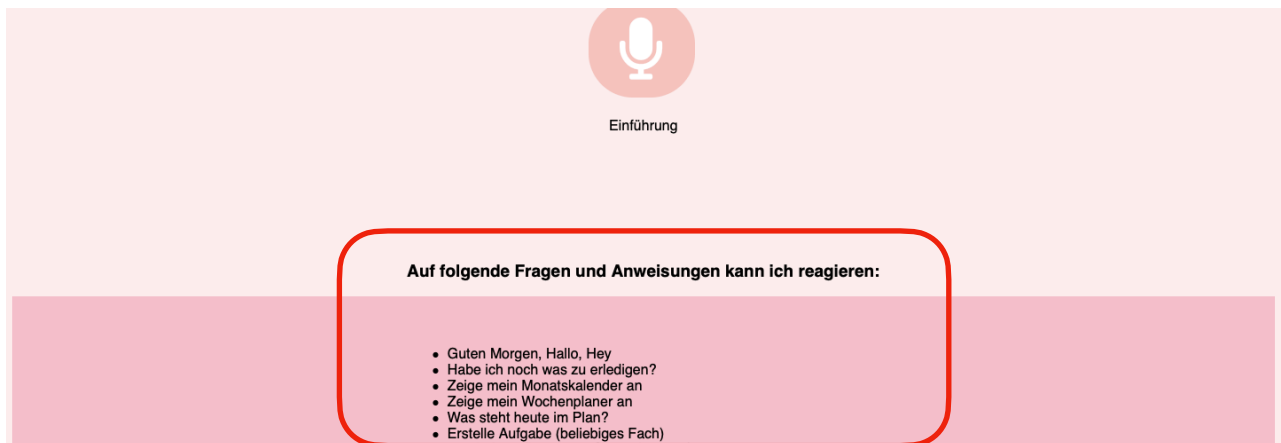 Einführung
Auf folgende Fragen und Anweisungen kann ich reagieren:
Guten Morgen, Hallo, Hey
Habe ich noch was zu erledigen?
Zeige mein Monatskalender an
Zeige mein Wochenplaner an
Was steht heute im Plan?
Erstelle Aufgabe (beliebiges Fach)